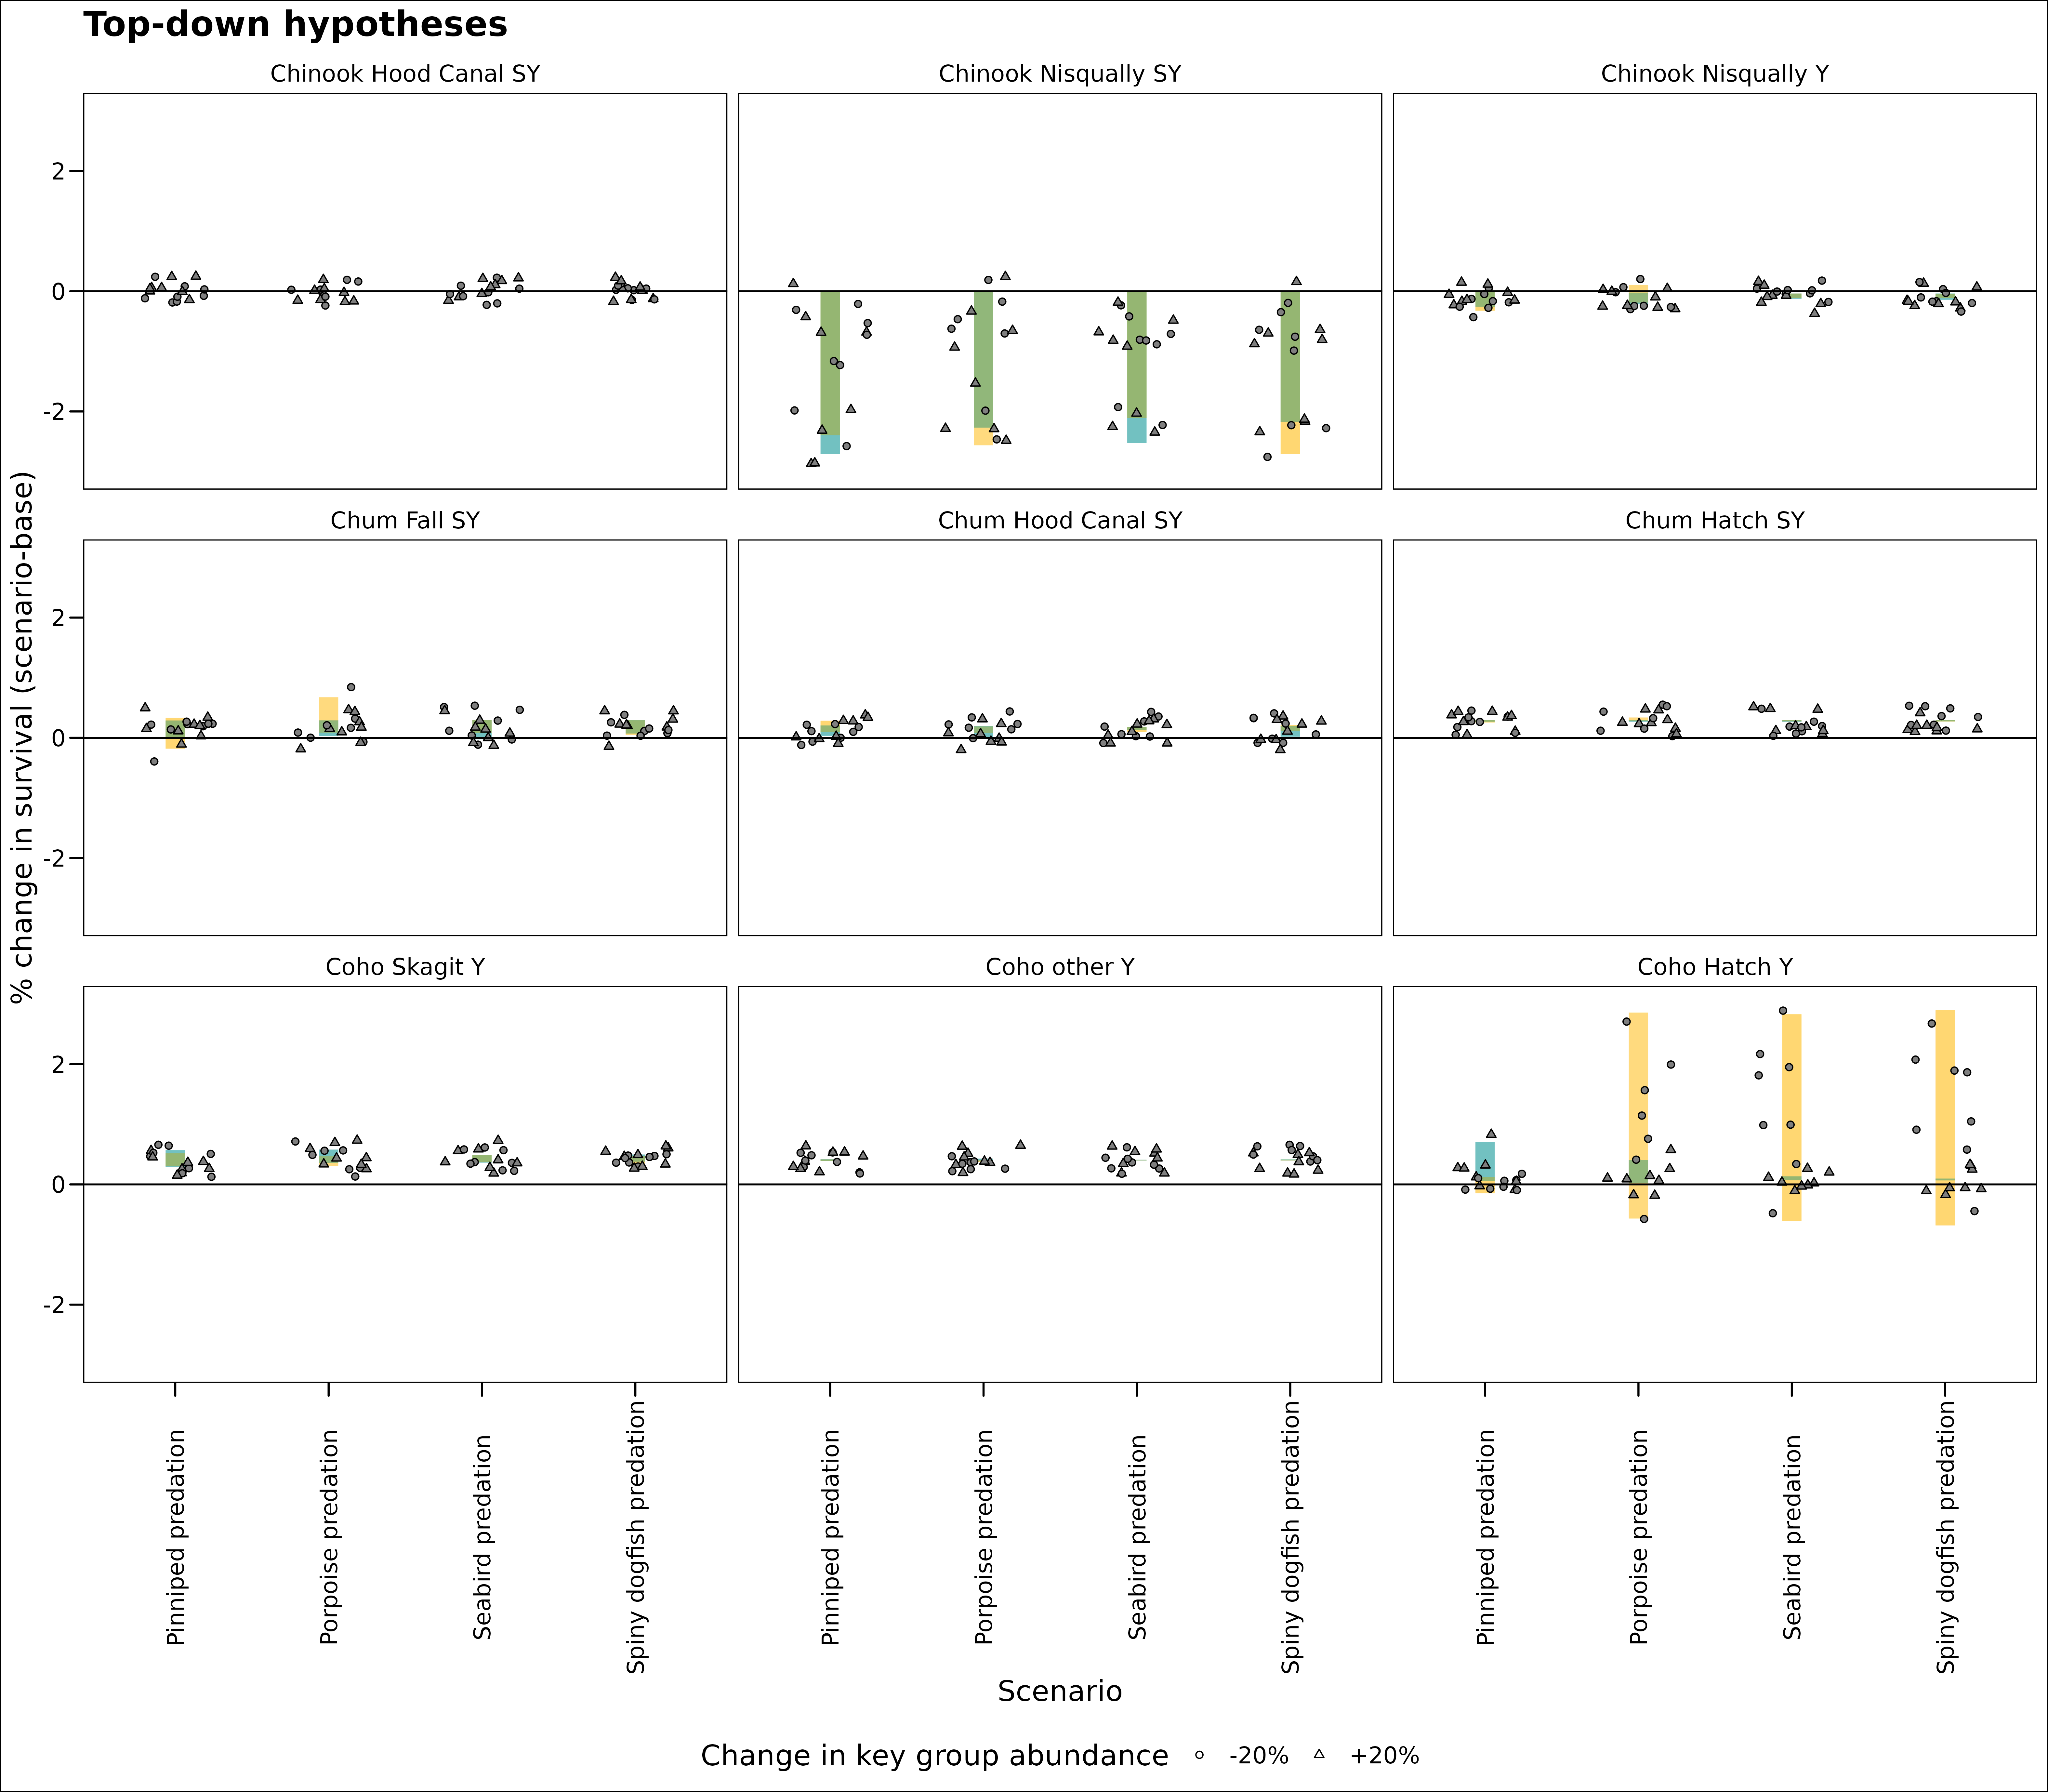 Top-down hypotheses
Chinook Hood Canal SY
Chinook Nisqually SY
Chinook Nisqually Y
2
0
-2
Chum Fall SY
Chum Hood Canal SY
Chum Hatch SY
2
0
-2
Coho Skagit Y
Coho other Y
Coho Hatch Y
2
0
-2
% change in survival (scenario-base)
Pinniped predation
Porpoise predation
Seabird predation
Spiny dogfish predation
Pinniped predation
Porpoise predation
Seabird predation
Spiny dogfish predation
Pinniped predation
Porpoise predation
Seabird predation
Spiny dogfish predation
Scenario
Change in key group abundance -20% +20%